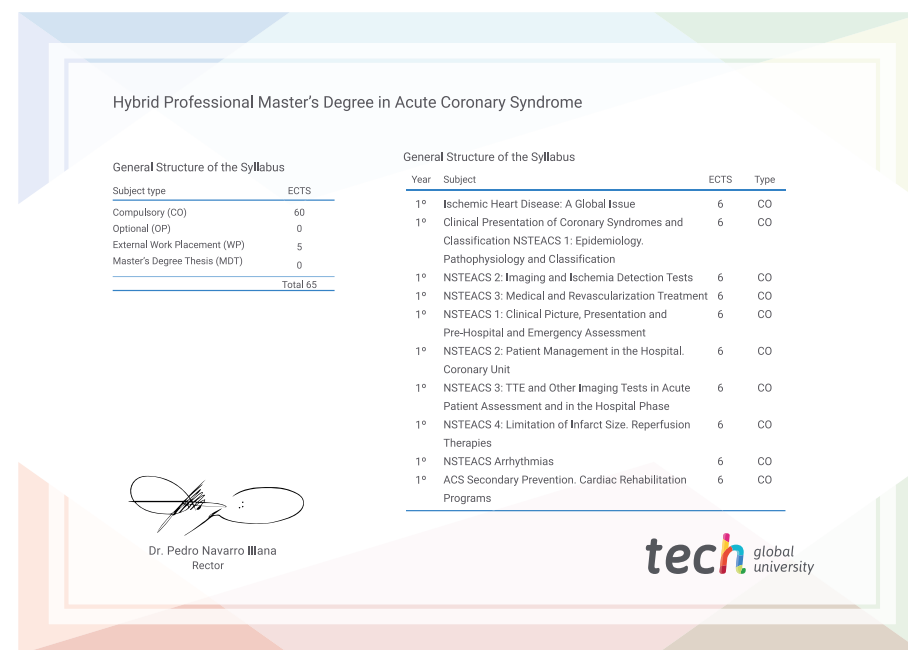 Hybrid Professional Master's Degree in Acute Coronary Syndrome
General Structure of the Syllabus
Subject type ECTS
Compulsory (CO) 60
Optional (OP) 0
External Work Placement (WP) 5
Master's Degree Thesis (MDT) 0
Total 65
General Structure of the Syllabus
Year Subject ECTS Type
1º Ischemic Heart Disease: A Global Issue 6 CO
1º Clinical Presentation of Coronary Syndromes and 6 CO
Classification NSTEACS 1: Epidemiology.
Pathophysiology and Classification
1º NSTEACS 2: Imaging and Ischemia Detection Tests 6 CO
1º NSTEACS 3: Medical and Revascularization Treatment 6 CO
1º NSTEACS 1: Clinical Picture, Presentation and 6 CO
Pre-Hospital and Emergency Assessment
1º NSTEACS 2: Patient Management in the Hospital. 6 CO
Coronary Unit
1º NSTEACS 3: TTE and Other Imaging Tests in Acute 6 CO
Patient Assessment and in the Hospital Phase
1º NSTEACS 4: Limitation of Infarct Size. Reperfusion 6 CO
Therapies
1º NSTEACS Arrhythmias 6 CO
1º ACS Secondary Prevention. Cardiac Rehabilitation 6 CO
Programs
Dr. Pedro Navarro Illana
Rector
tech global
university